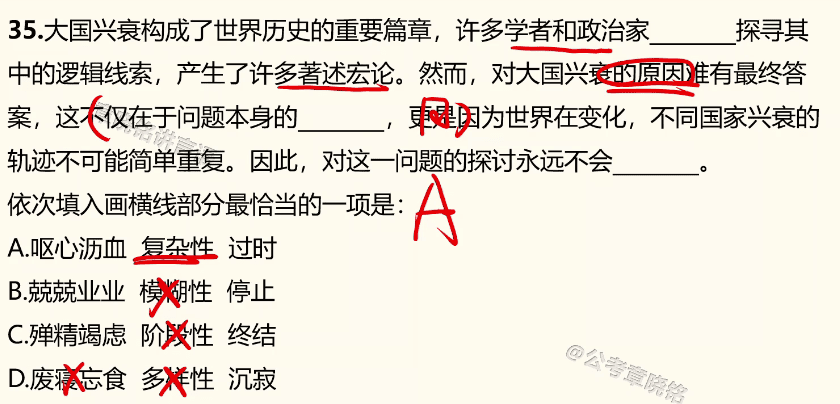 35.大国兴衰构成了世界历史的重要篇章，许多学者和政治家________探寻其
中的逻辑线索，产生了许多著述宏论。然而，对大国兴衰的原因难有最终答
案，这不仅在于问题本身的________，更是因为世界在变化，不同国家兴衰的
轨迹不可能简单重复。因此，对这一问题的探讨永远不会________。
依次填入画横线部分最恰当的一项是：A
A.呕心沥血 复杂性 过时
B.兢兢业业 模糊性 停止
C.殚精竭虑 阶段性 终结
D.废寝忘食 多样性 沉寂
@公考章晓铭